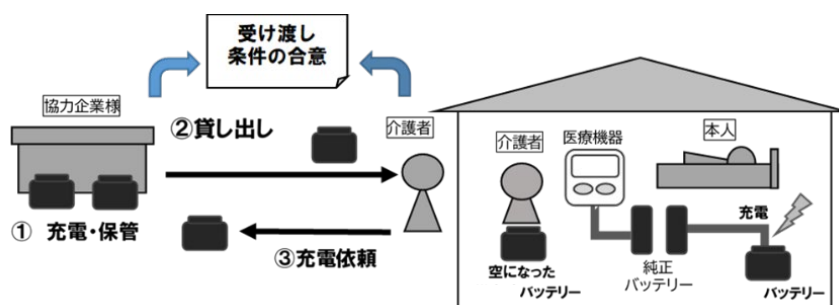 受け渡し
条件の合意
協力企業様
②貸し出し
介護者
① 充電・保管
③充電依頼
介護者
医療機器
本人
充電
空になった
バッテリー
純正
バッテリー
バッテリー